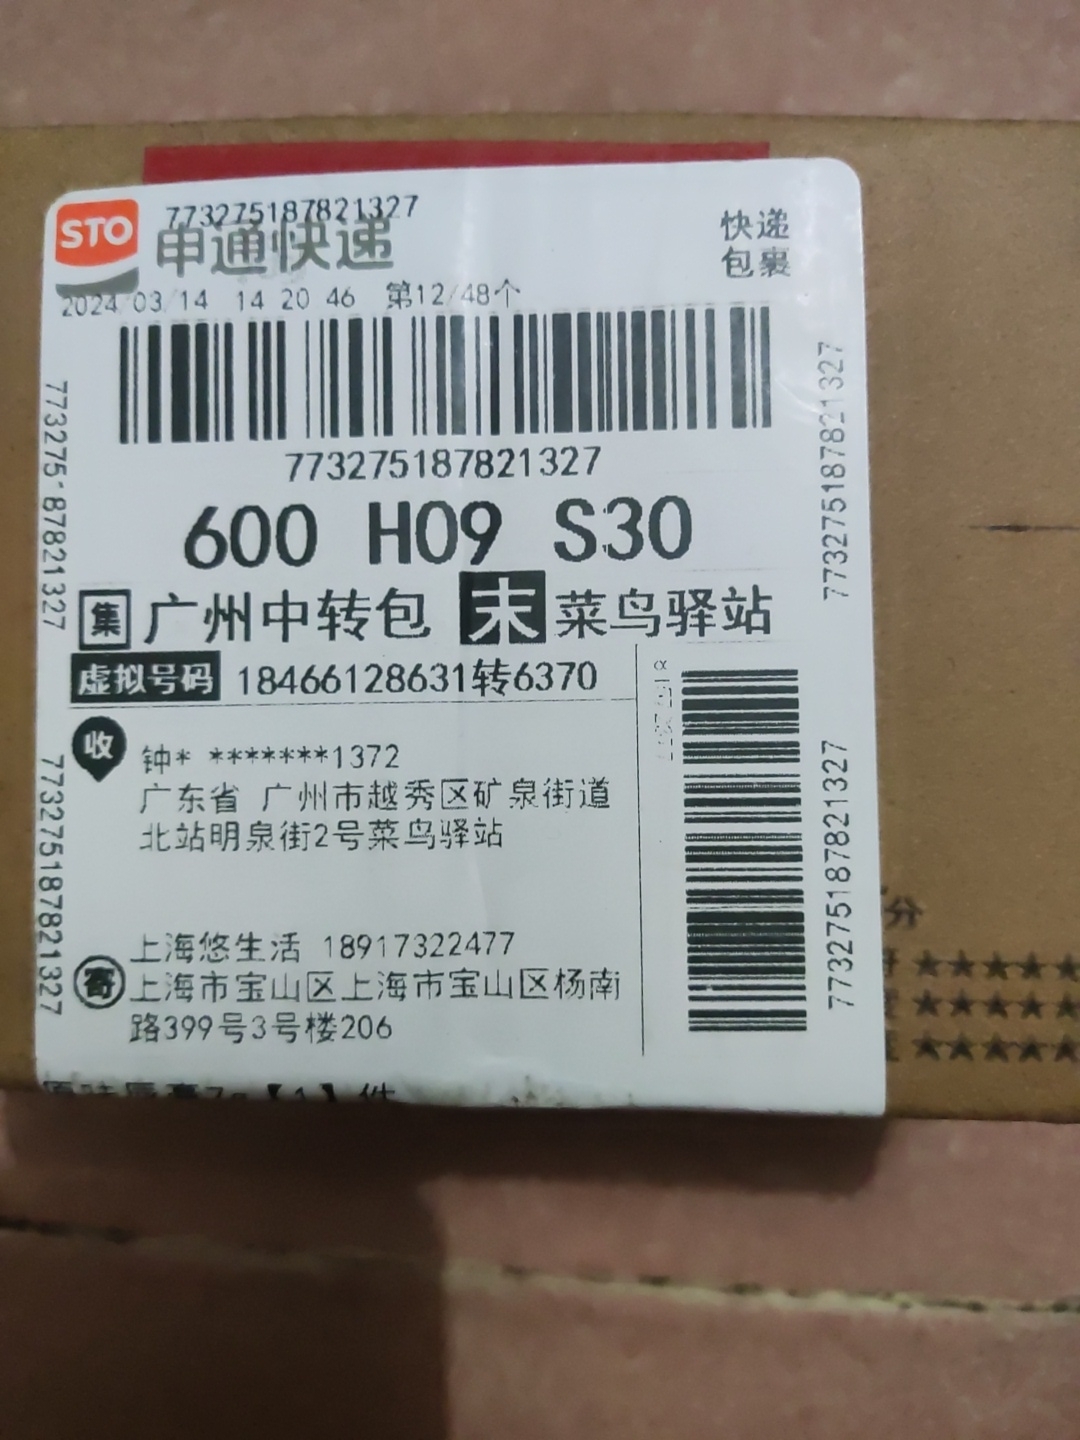 773275187821327
STO
申通快递
快递
包裹
2024/03/14 14 20 46 第12/48个
773275187821327
600 H09 S30
集 广州中转包 末 菜鸟驿站
虚拟号码 18466128631转6370
收
钟* *******1372
广东省 广州市越秀区矿泉街道
北站明泉街2号菜鸟驿站
寄
上海悠生活 18917322477
上海市宝山区上海市宝山区杨南
路399号3号楼206
【1】件
773275187821327
773275187821327
773275187821327
773275187821327
分
★★★★★
★★★★★
★★★★★